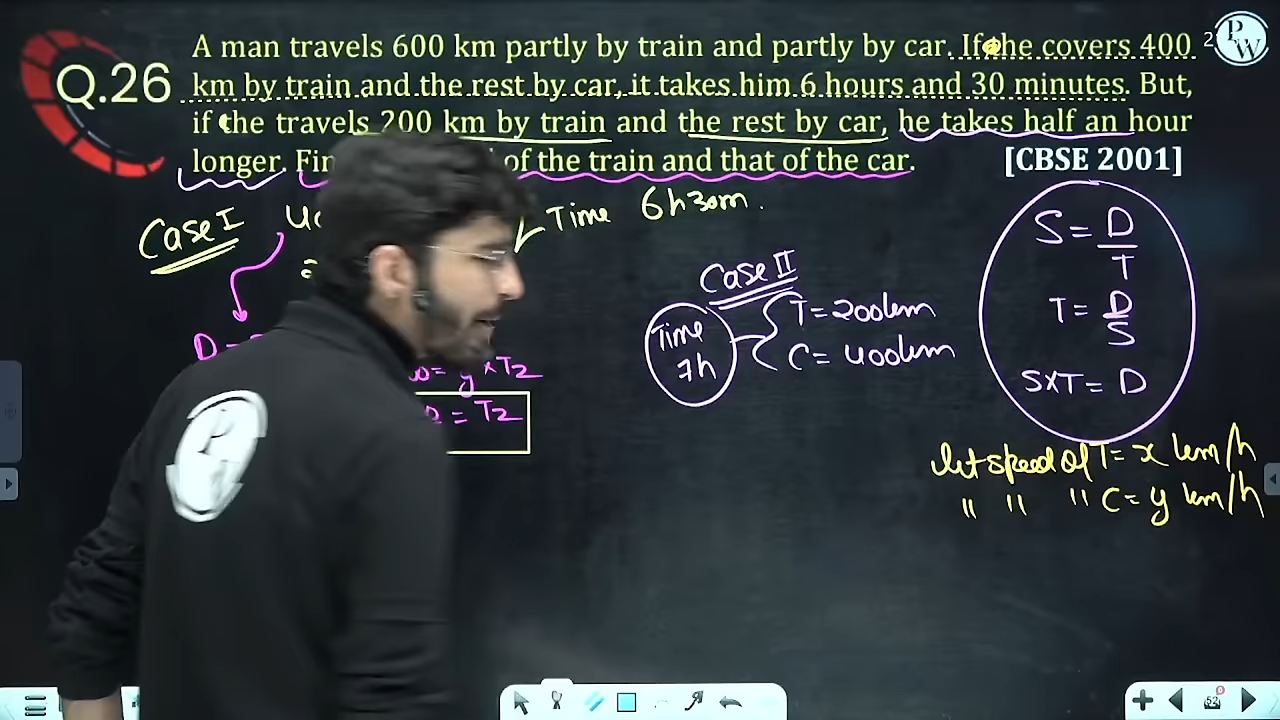 Q.26
A man travels 600 km partly by train and partly by car. If he covers 400
km by train and the rest by car, it takes him 6 hours and 30 minutes. But,
if the travels 200 km by train and the rest by car, he takes half an hour
longer. of the train and that of the car. [CBSE 2001]
2
PW
Case I
Time 6h30m.
D =
= y × T2
= T2
Case II
Time 7h
T = 200km
C = 400km
S = D/T
T = D/S
S×T = D
let speed of T = x km/h
" " " C = y km/h
52